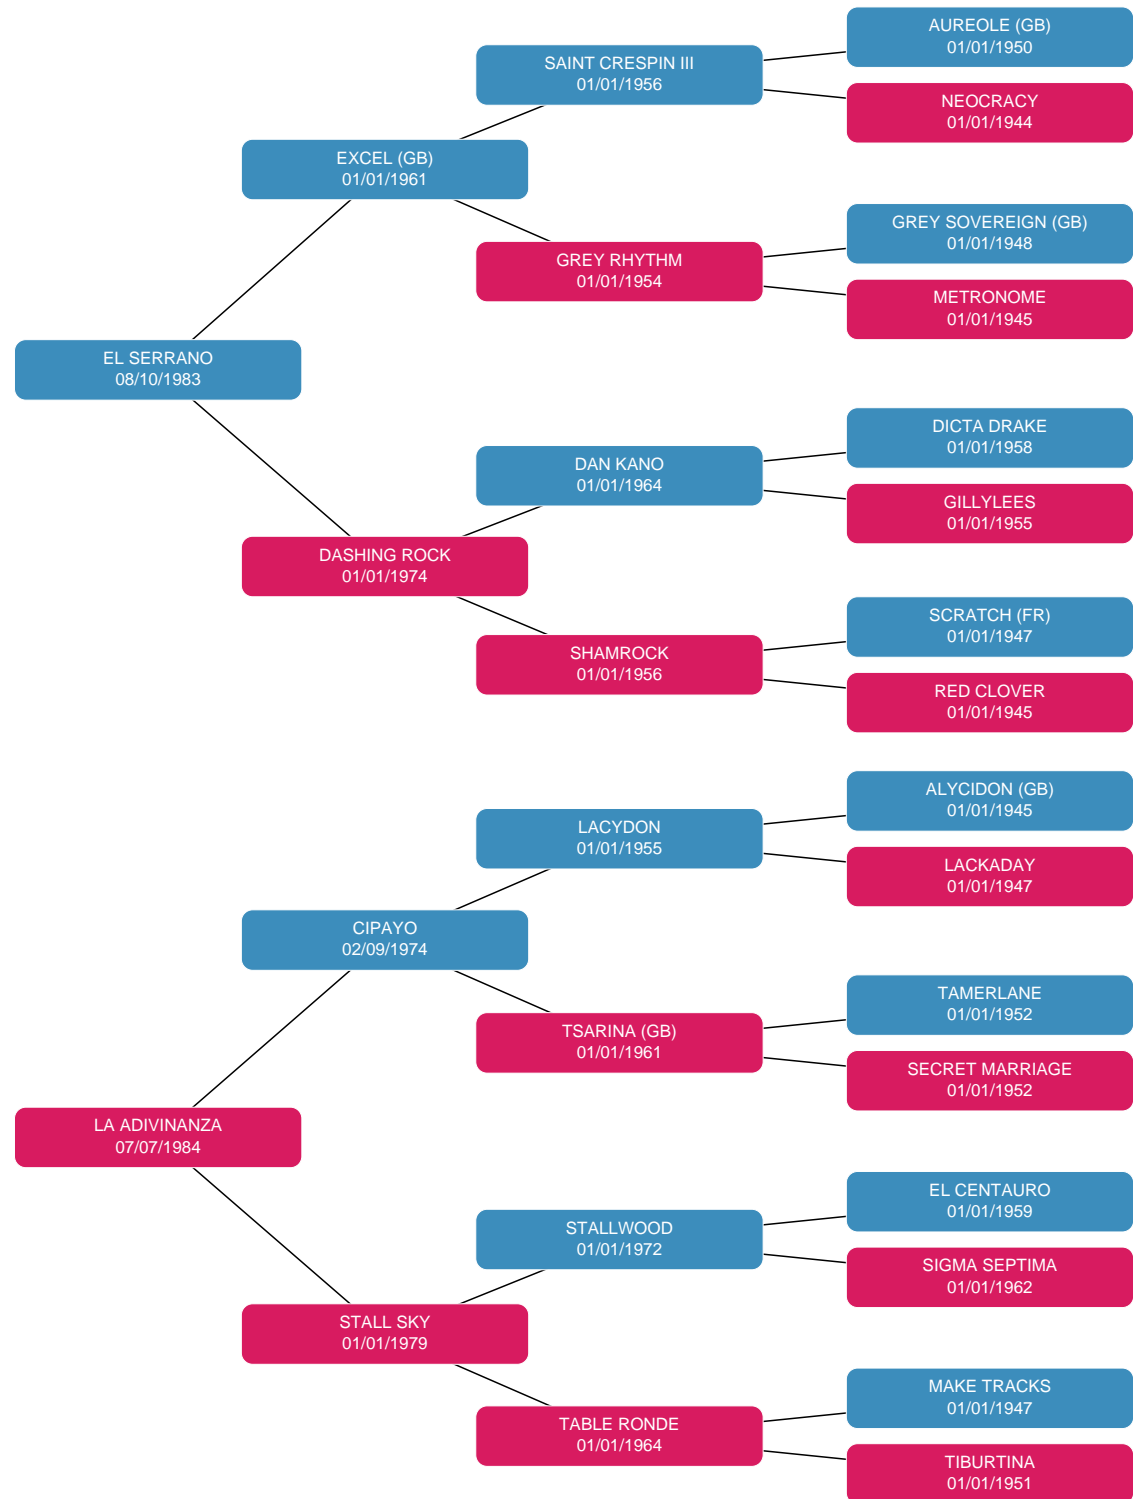 AUREOLE (GB)
01/01/1950
SAINT CRESPIN III
01/01/1956
NEOCRACY
01/01/1944
EXCEL (GB)
01/01/1961
GREY SOVEREIGN (GB)
01/01/1948
GREY RHYTHM
01/01/1954
METRONOME
01/01/1945
EL SERRANO
08/10/1983
DICTA DRAKE
01/01/1958
DAN KANO
01/01/1964
GILLYLEES
01/01/1955
DASHING ROCK
01/01/1974
SCRATCH (FR)
01/01/1947
SHAMROCK
01/01/1956
RED CLOVER
01/01/1945
ALYCIDON (GB)
01/01/1945
LACYDON
01/01/1955
LACKADAY
01/01/1947
CIPAYO
02/09/1974
TAMERLANE
01/01/1952
TSARINA (GB)
01/01/1961
SECRET MARRIAGE
01/01/1952
LA ADIVINANZA
07/07/1984
EL CENTAURO
01/01/1959
STALLWOOD
01/01/1972
SIGMA SEPTIMA
01/01/1962
STALL SKY
01/01/1979
MAKE TRACKS
01/01/1947
TABLE RONDE
01/01/1964
TIBURTINA
01/01/1951